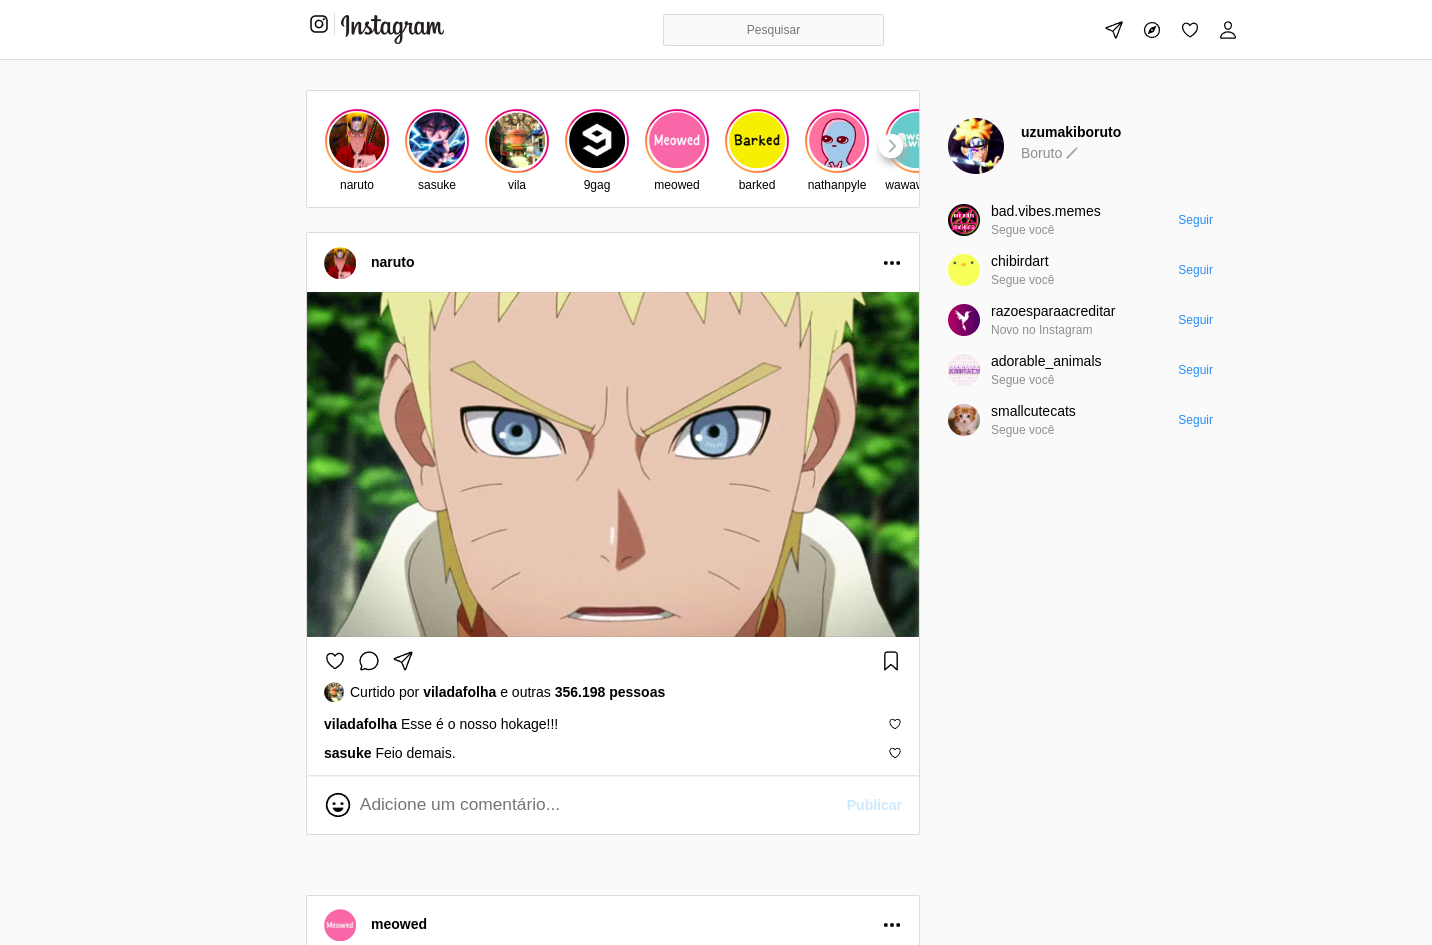 Instagram
Pesquisar
Meowed
Barked
naruto
sasuke
vila
9gag
meowed
barked
nathanpyle
uzumakiboruto
Boruto
bad.vibes.memes
Segue você
Seguir
chibirdart
Segue você
Seguir
razoesparaacreditar
Novo no Instagram
Seguir
adorable_animals
Segue você
Seguir
smallcutecats
Segue você
Seguir
naruto
Curtido por viladafolha e outras 356.198 pessoas
viladafolha Esse é o nosso hokage!!!
sasuke Feio demais.
Adicione um comentário...
Publicar
Meowed
meowed